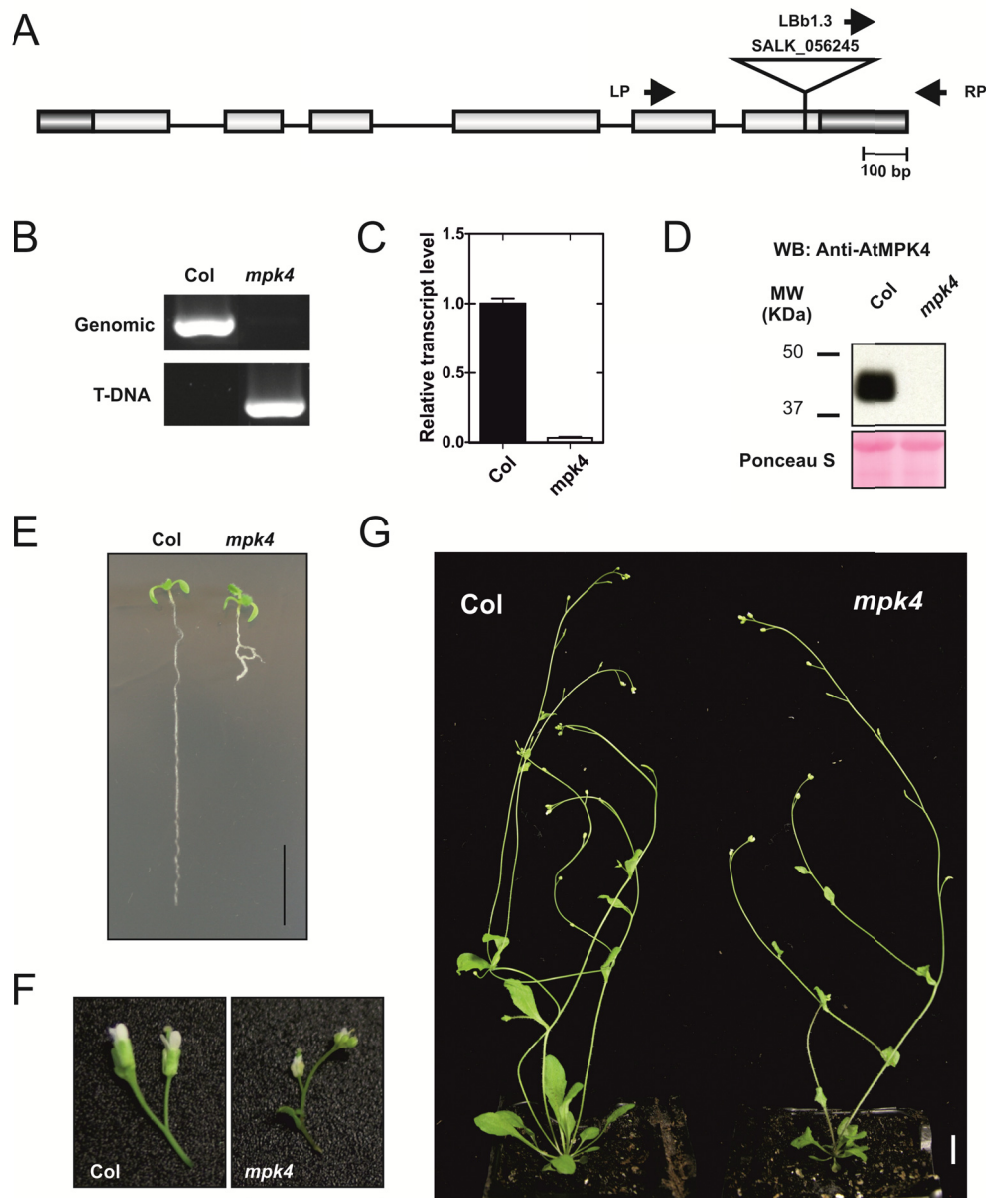 A
LBb1.3
SALK_056245
LP
RP
100 bp
B
Col mpk4
Genomic
T-DNA
C
Relative transcript level
1.5
1.0
0.5
0.0
Col
mpk4
D
WB: Anti-AtMPK4
MW
(KDa)
Col
mpk4
50
37
Ponceau S
E
Col mpk4
F
Col
mpk4
G
Col
mpk4